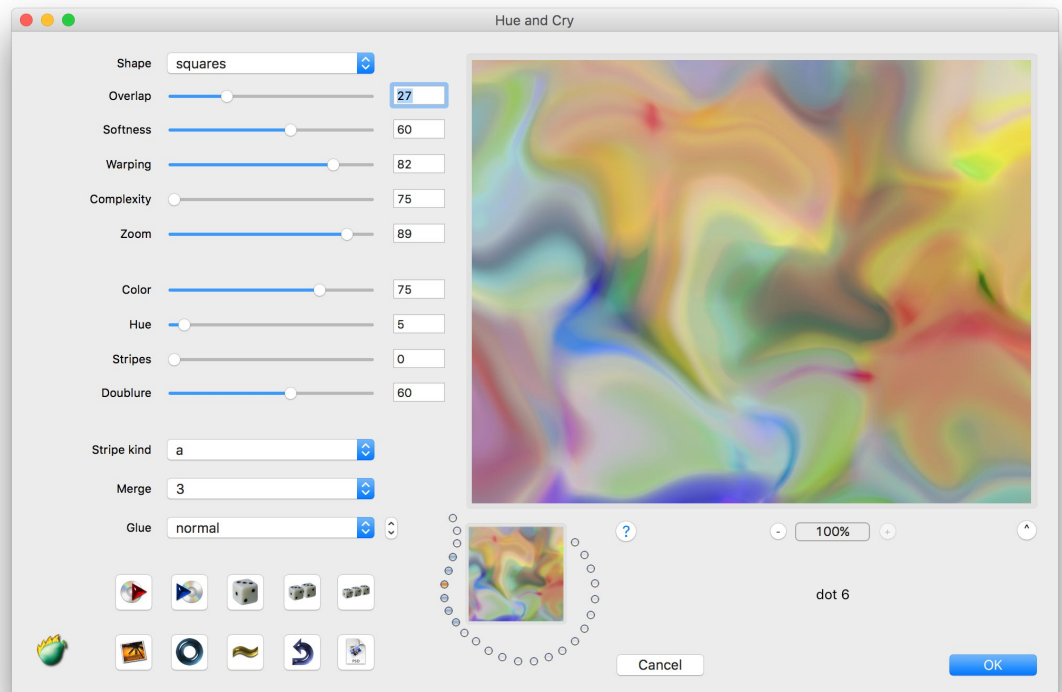 Hue and Cry
Shape squares
Overlap 27
Softness 60
Warping 82
Complexity 75
Zoom 89
Color 75
Hue 5
Stripes 0
Doublure 60
Stripe kind a
Merge 3
Glue normal
? - 100% + ^
dot 6
PSD
Cancel OK